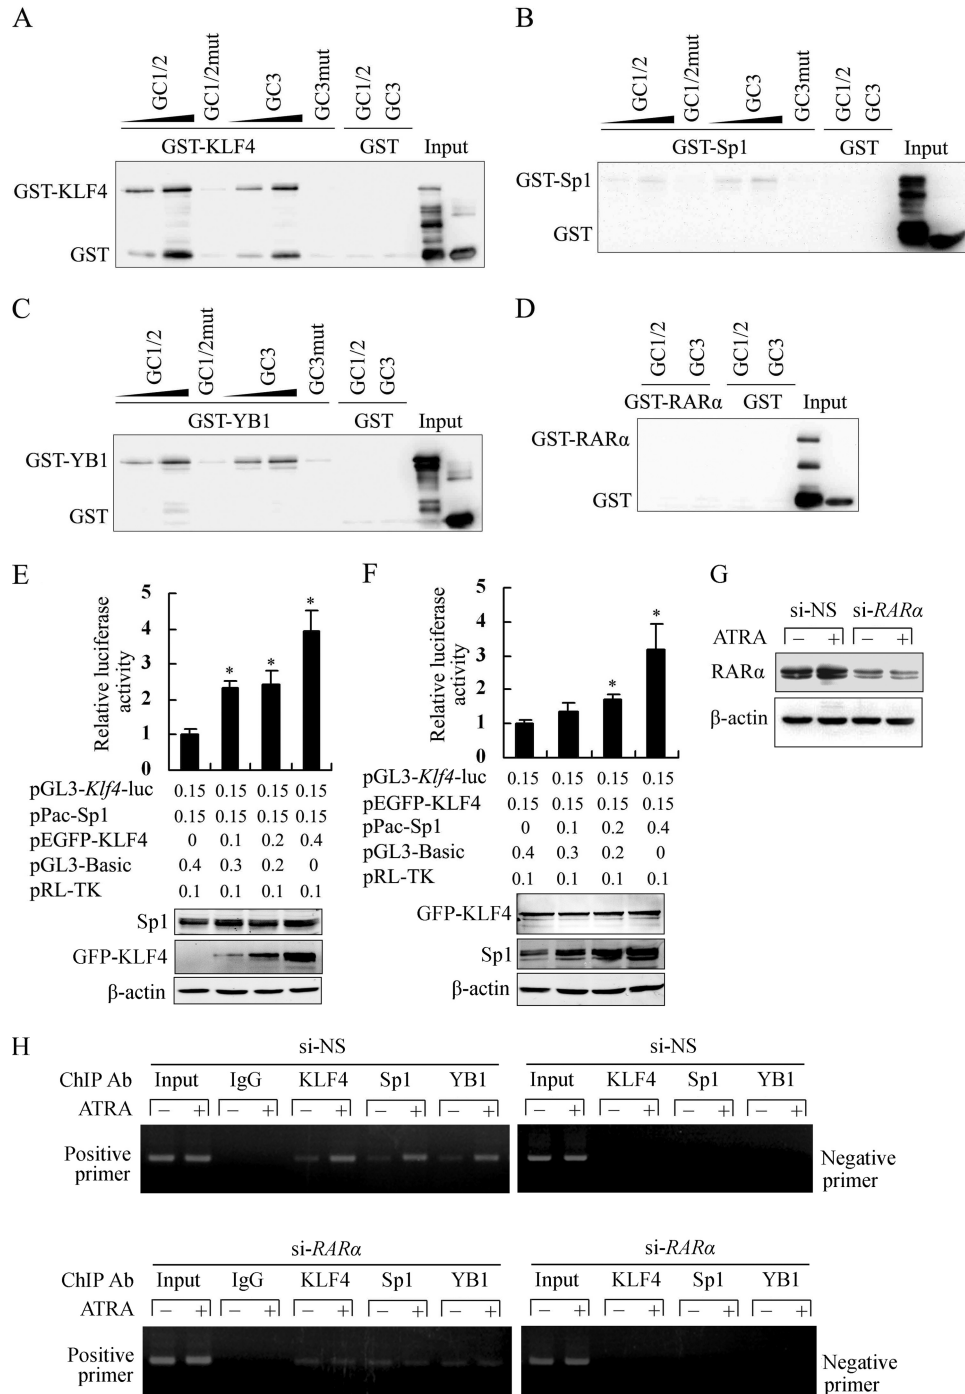 A
GC1/2
GC1/2mut
GC3
GC3mut
GC1/2
GC3
GST-KLF4
GST
Input
GST-KLF4
GST
B
GC1/2
GC1/2mut
GC3
GC3mut
GC1/2
GC3
GST-Sp1
GST
Input
GST-Sp1
GST
C
GC1/2
GC1/2mut
GC3
GC3mut
GC1/2
GC3
GST-YB1
GST
Input
GST-YB1
GST
D
GC1/2
GC3
GC1/2
GC3
GST-RARα
GST
Input
GST-RARα
GST
E
Relative luciferase
activity
5
4
3
2
1
0
* * *
pGL3-Klf4-luc 0.15 0.15 0.15 0.15
pPac-Sp1 0.15 0.15 0.15 0.15
pEGFP-KLF4 0 0.1 0.2 0.4
pGL3-Basic 0.4 0.3 0.2 0
pRL-TK 0.1 0.1 0.1 0.1
Sp1
GFP-KLF4
β-actin
F
Relative luciferase
activity
5
4
3
2
1
0
* *
pGL3-Klf4-luc 0.15 0.15 0.15 0.15
pEGFP-KLF4 0.15 0.15 0.15 0.15
pPac-Sp1 0 0.1 0.2 0.4
pGL3-Basic 0.4 0.3 0.2 0
pRL-TK 0.1 0.1 0.1 0.1
GFP-KLF4
Sp1
β-actin
G
si-NS si-RARα
ATRA − + − +
RARα
β-actin
H
si-NS
ChIP Ab Input IgG KLF4 Sp1 YB1
ATRA − + − + − + − + − +
Positive
primer
si-NS
Input KLF4 Sp1 YB1
− + − + − + − +
Negative
primer
si-RARα
ChIP Ab Input IgG KLF4 Sp1 YB1
ATRA − + − + − + − + − +
Positive
primer
si-RARα
Input KLF4 Sp1 YB1
− + − + − + − +
Negative
primer